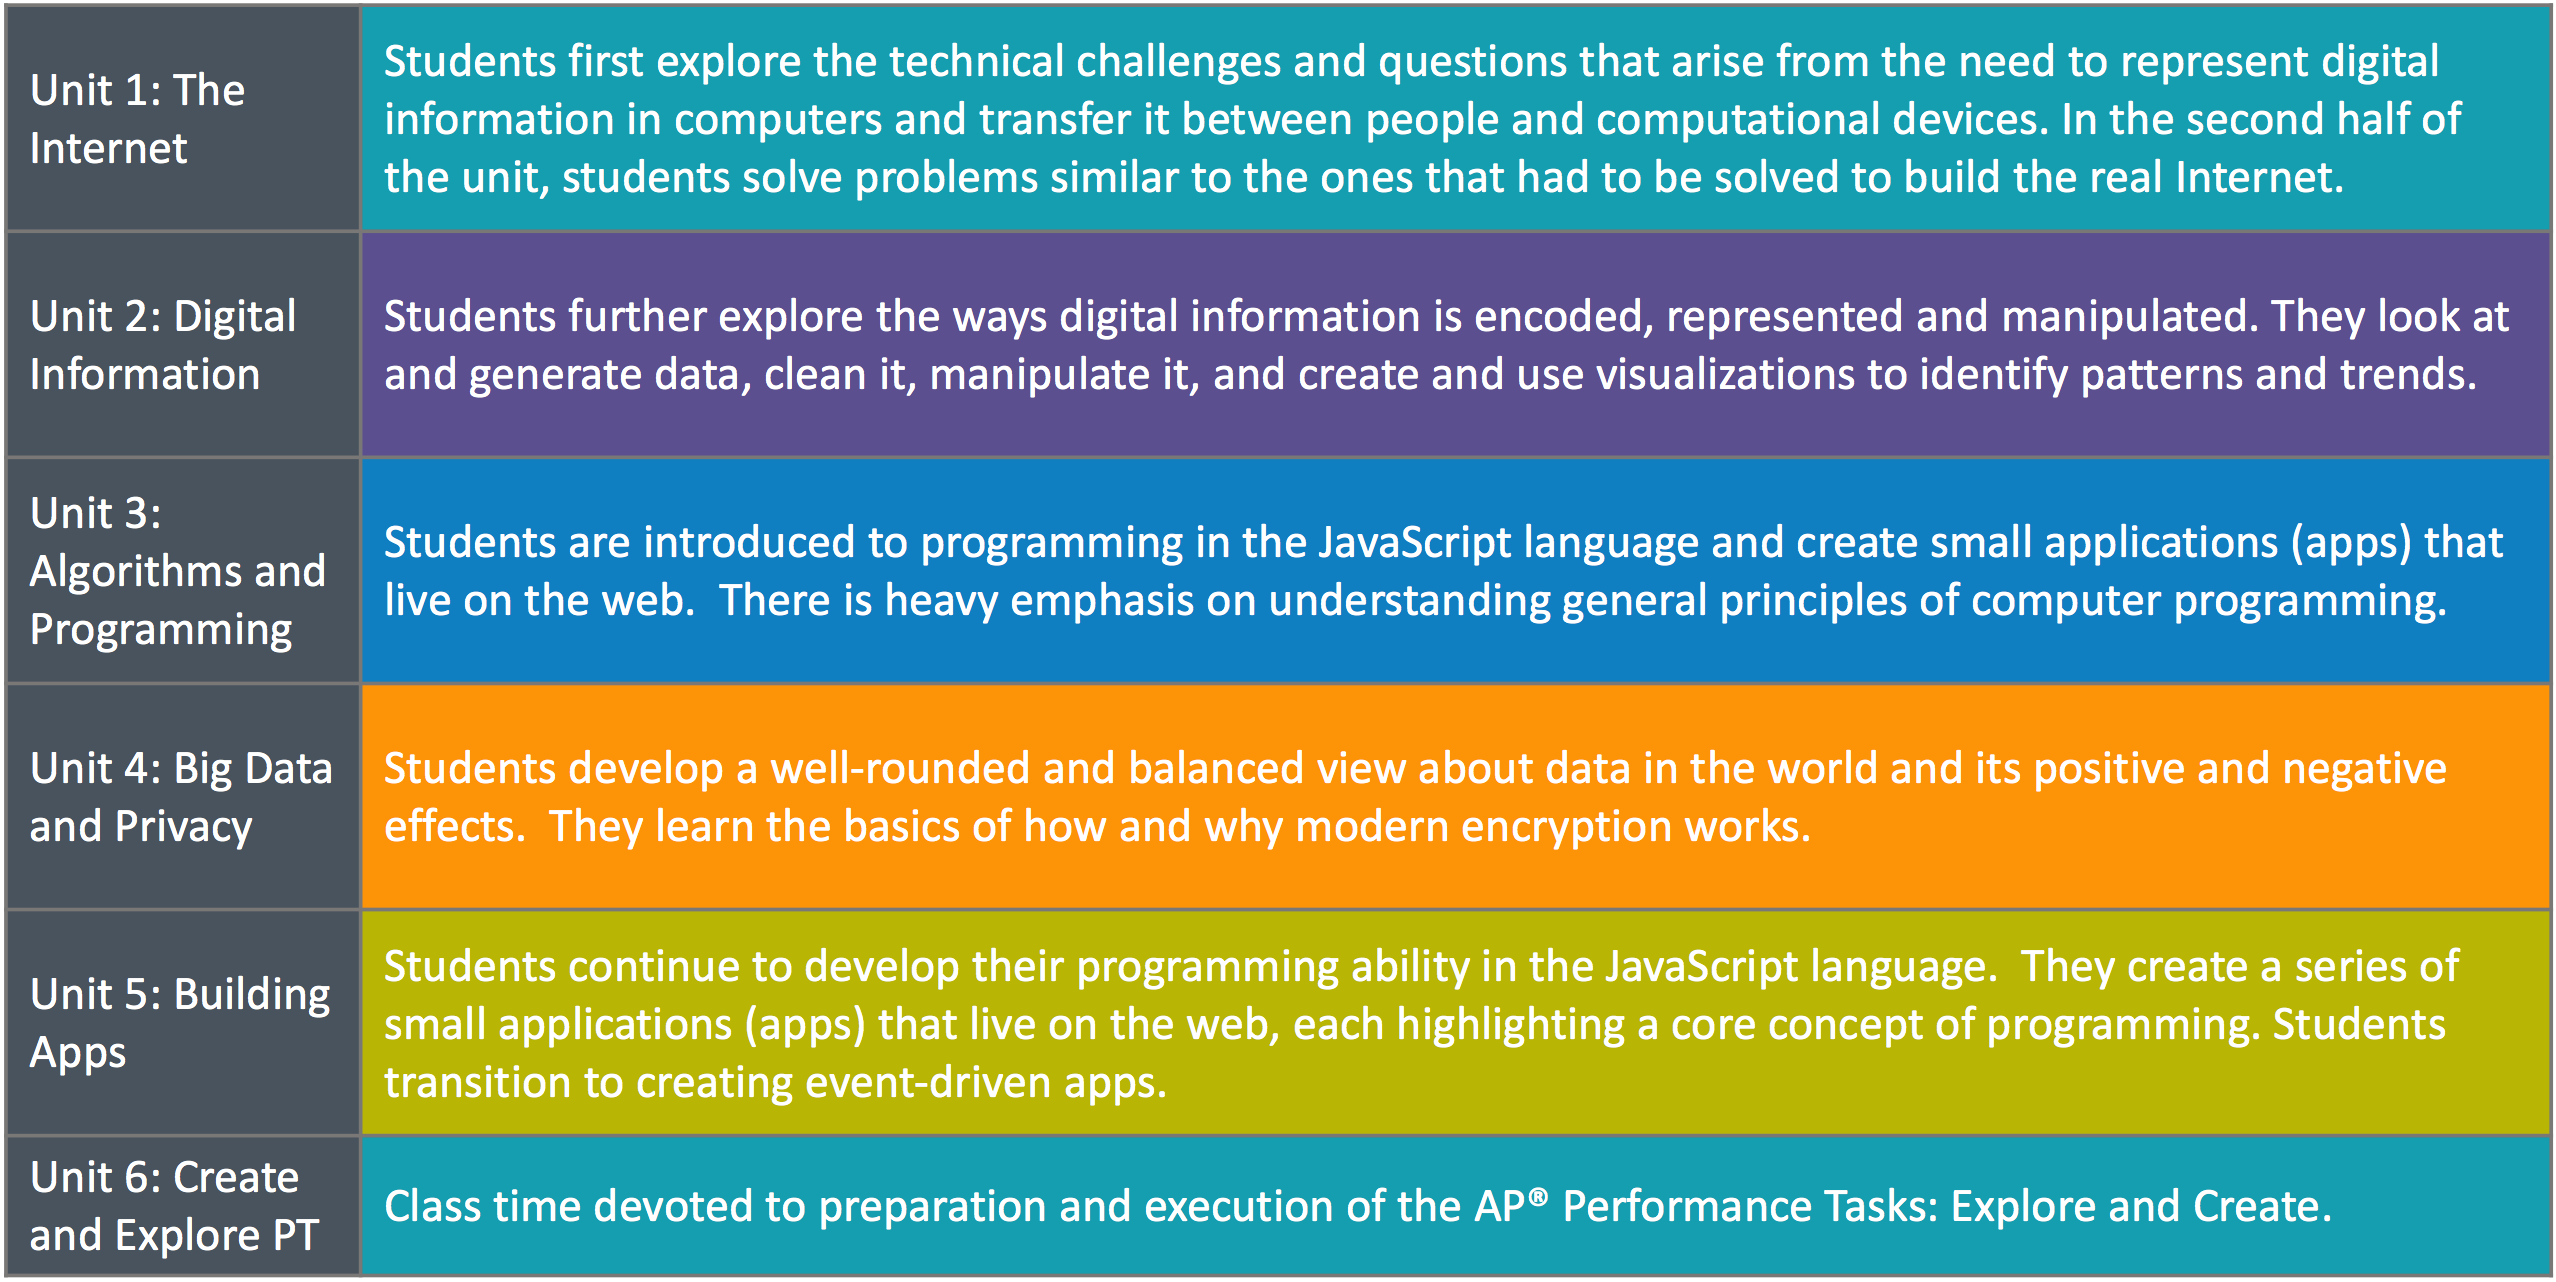 Unit 1: The
Internet
Students first explore the technical challenges and questions that arise from the need to represent digital
information in computers and transfer it between people and computational devices. In the second half of
the unit, students solve problems similar to the ones that had to be solved to build the real Internet.
Unit 2: Digital
Information
Students further explore the ways digital information is encoded, represented and manipulated. They look at
and generate data, clean it, manipulate it, and create and use visualizations to identify patterns and trends.
Unit 3:
Algorithms and
Programming
Students are introduced to programming in the JavaScript language and create small applications (apps) that
live on the web.  There is heavy emphasis on understanding general principles of computer programming.
Unit 4: Big Data
and Privacy
Students develop a well-rounded and balanced view about data in the world and its positive and negative
effects.  They learn the basics of how and why modern encryption works.
Unit 5: Building
Apps
Students continue to develop their programming ability in the JavaScript language.  They create a series of
small applications (apps) that live on the web, each highlighting a core concept of programming. Students
transition to creating event-driven apps.
Unit 6: Create
and Explore PT
Class time devoted to preparation and execution of the AP® Performance Tasks: Explore and Create.